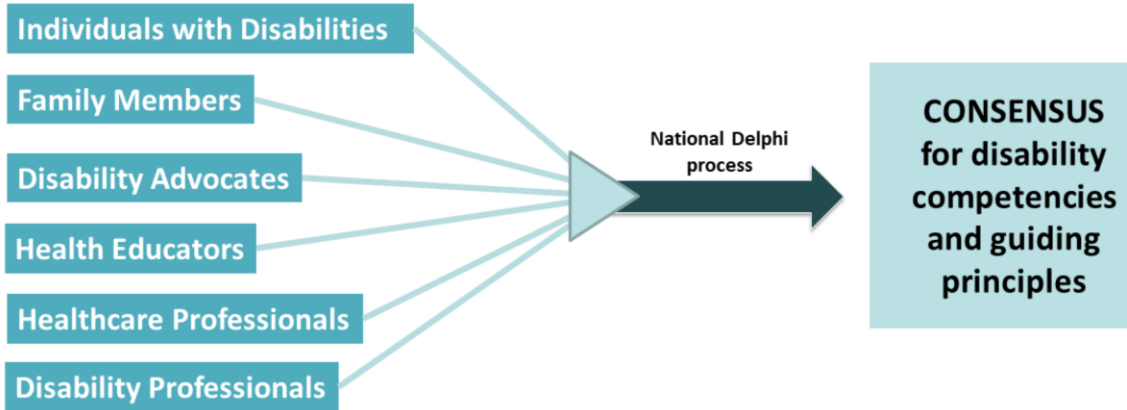 Individuals with Disabilities
Family Members
Disability Advocates
Health Educators
Healthcare Professionals
Disability Professionals
National Delphi
process
CONSENSUS
for disability
competencies
and guiding
principles